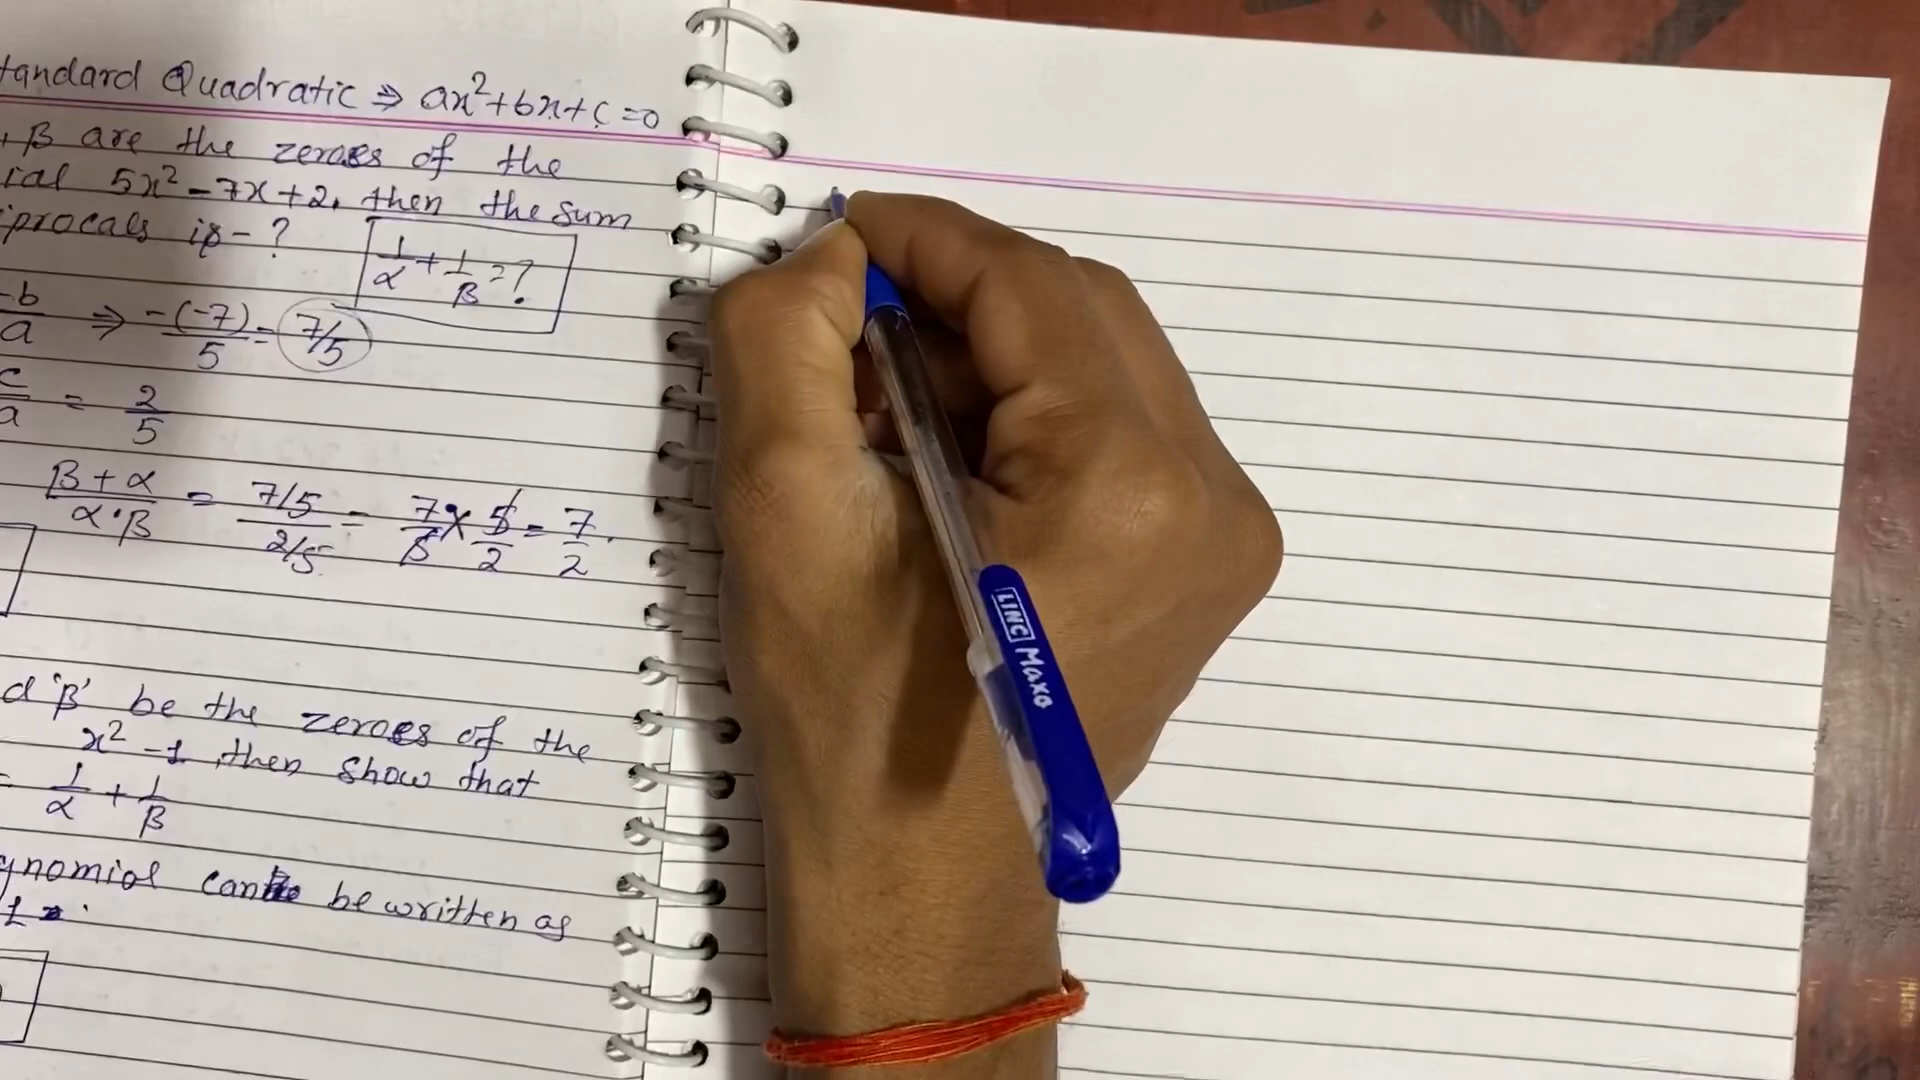 tandard Quadratic ⇒ ax²+bx+c=0
+ β are the zeroes of the
ial 5x²-7x+2, then the sum
iprocals is-?
1/α + 1/β = ?
-b/a ⇒ -(-7)/5 = 7/5
c/a = 2/5
β+α/α·β = 7/5/2/5 = 7/5 × 5/2 = 7/2.
d 'β' be the zeroes of the
x²-1, then show that
= 1/α + 1/β
ynomial can be written as
LINC Maxo